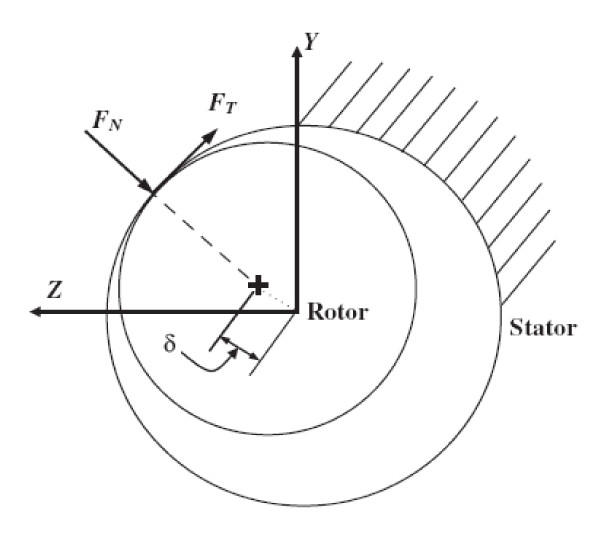 Y
F_T
F_N
Z
Rotor
Stator
δ